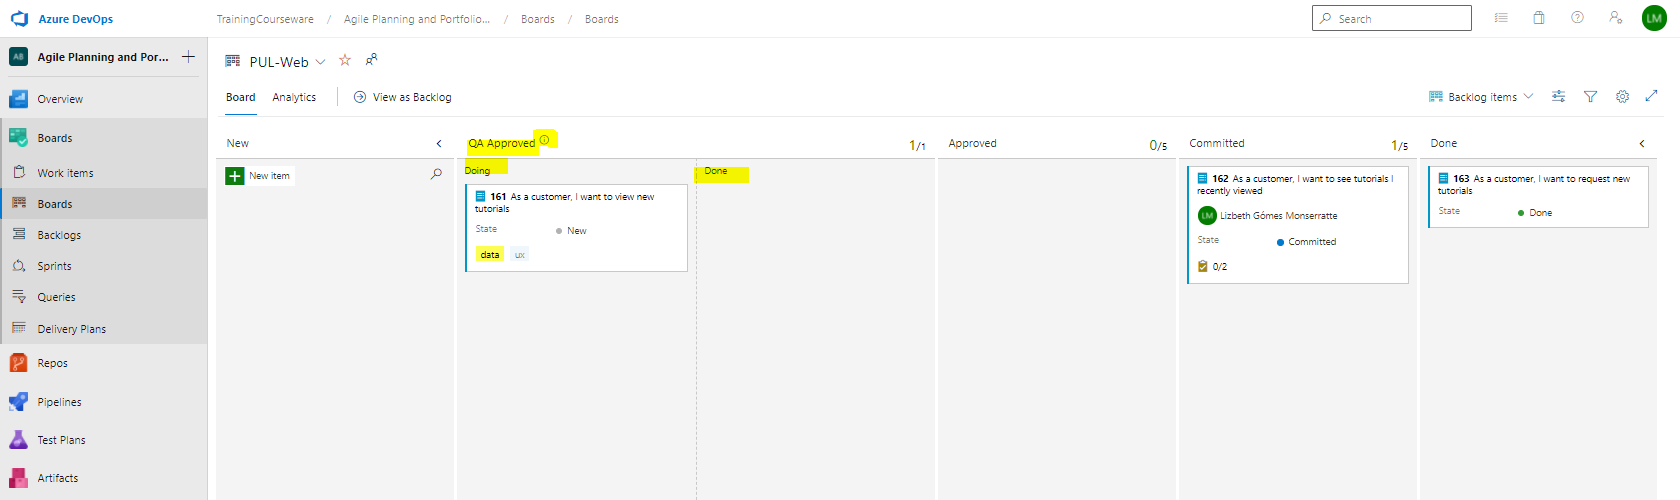 Azure DevOps
TrainingCourseware / Agile Planning and Portfolio... / Boards / Boards
Search
LM
AB
Agile Planning and Por...
Overview
Boards
Work items
Boards
Backlogs
Sprints
Queries
Delivery Plans
Repos
Pipelines
Test Plans
Artifacts
PUL-Web
Board
Analytics
View as Backlog
Backlog items
New
New item
QA Approved
1/1
Doing
Done
161 As a customer, I want to view new
tutorials
State
New
data
ux
Approved
0/5
Committed
1/5
162 As a customer, I want to see tutorials I
recently viewed
LM
Lizbeth Gómes Monserratte
State
Committed
0/2
Done
163 As a customer, I want to request new
tutorials
State
Done